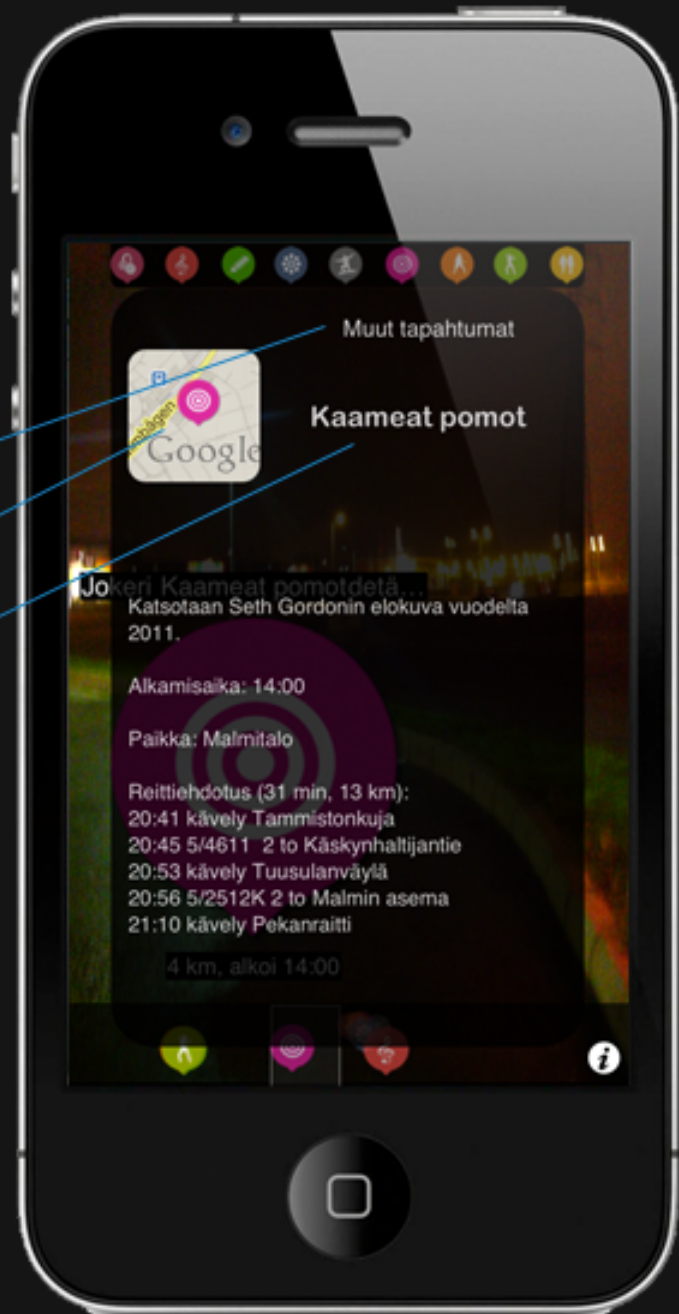 Muut tapahtumat
Kaameat pomot
Google
Jokeri Kaameat pomotdetä...
Katsotaan Seth Gordonin elokuva vuodelta
2011.
Alkamisaika: 14:00
Paikka: Malmitalo
Reittiehdotus (31 min, 13 km):
20:41 kävely Tammistonkuja
20:45 5/4611 2 to Käskynhaltijantie
20:53 kävely Tuusulanväylä
20:56 5/2512K 2 to Malmin asema
21:10 kävely Pekanraitti
4 km, alkoi 14:00